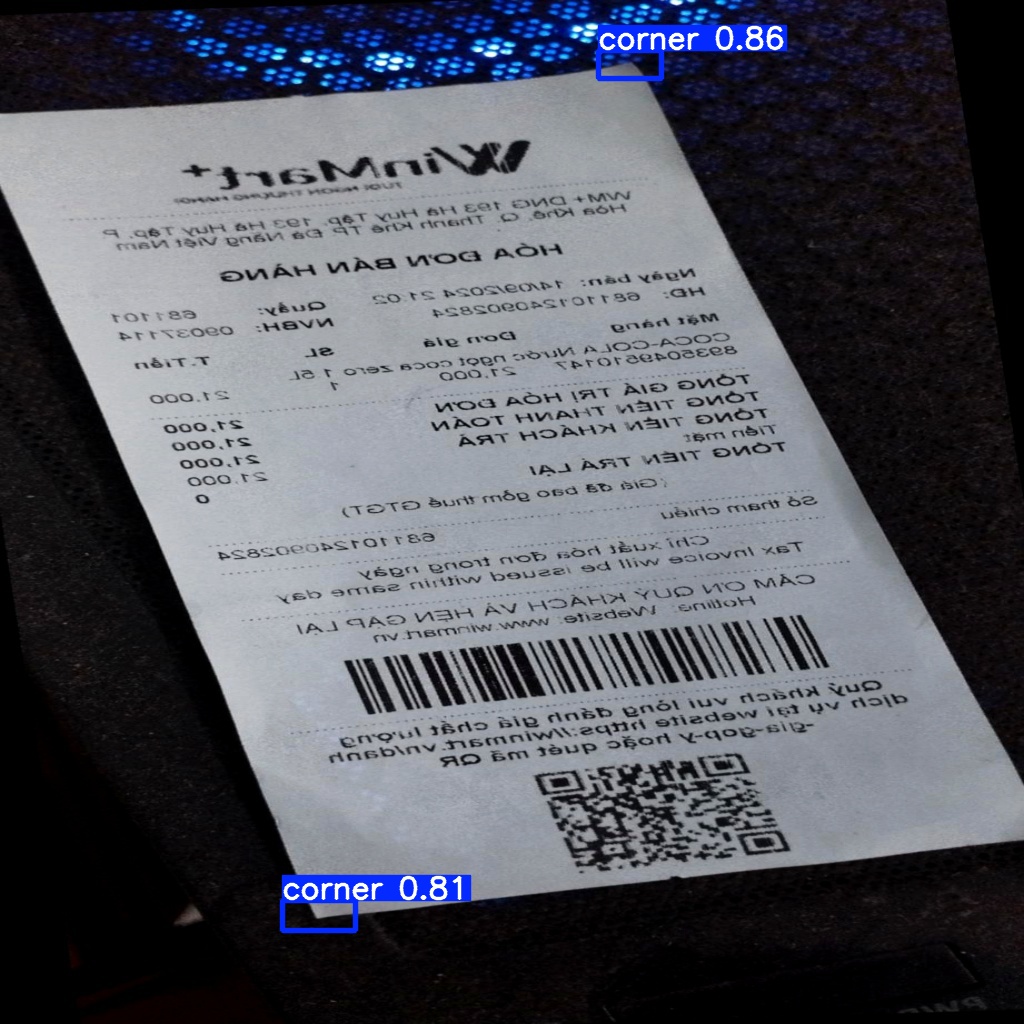 corner 0.86
WinMart+
WM+ DNG 193 Hà Huy Tập, 193 Hà Huy Tập, P.
Hòa Khê, Q. Thanh Khê TP. Đà Nẵng Việt Nam
HÓA ĐƠN BÁN HÀNG
Ngày bán: 14/09/2024 21:02 Quầy: 681101
HĐ: 68110124090​2824 NVBH: 09037114
Mặt hàng Đơn giá SL T.Tiền
COCA-COLA Nước ngọt coca zero 1.5L
8935049510147 21.000 1 21.000
TỔNG GIÁ TRỊ HÓA ĐƠN 21.000
TỔNG TIỀN THANH TOÁN 21.000
TỔNG TIỀN KHÁCH TRẢ 21.000
Tiền mặt 21.000
TỔNG TIỀN TRẢ LẠI 0
(Giá đã bao gồm thuế GTGT)
Số tham chiếu 681101240902824
Chỉ xuất hóa đơn trong ngày
Tax Invoice will be issued within same day
CẢM ƠN QUÝ KHÁCH VÀ HẸN GẶP LẠI
Hotline: Website: www.winmart.vn
Quý khách vui lòng đánh giá chất lượng
dịch vụ tại website https://winmart.vn/danh
-gia-gop-y hoặc quét mã QR
corner 0.81